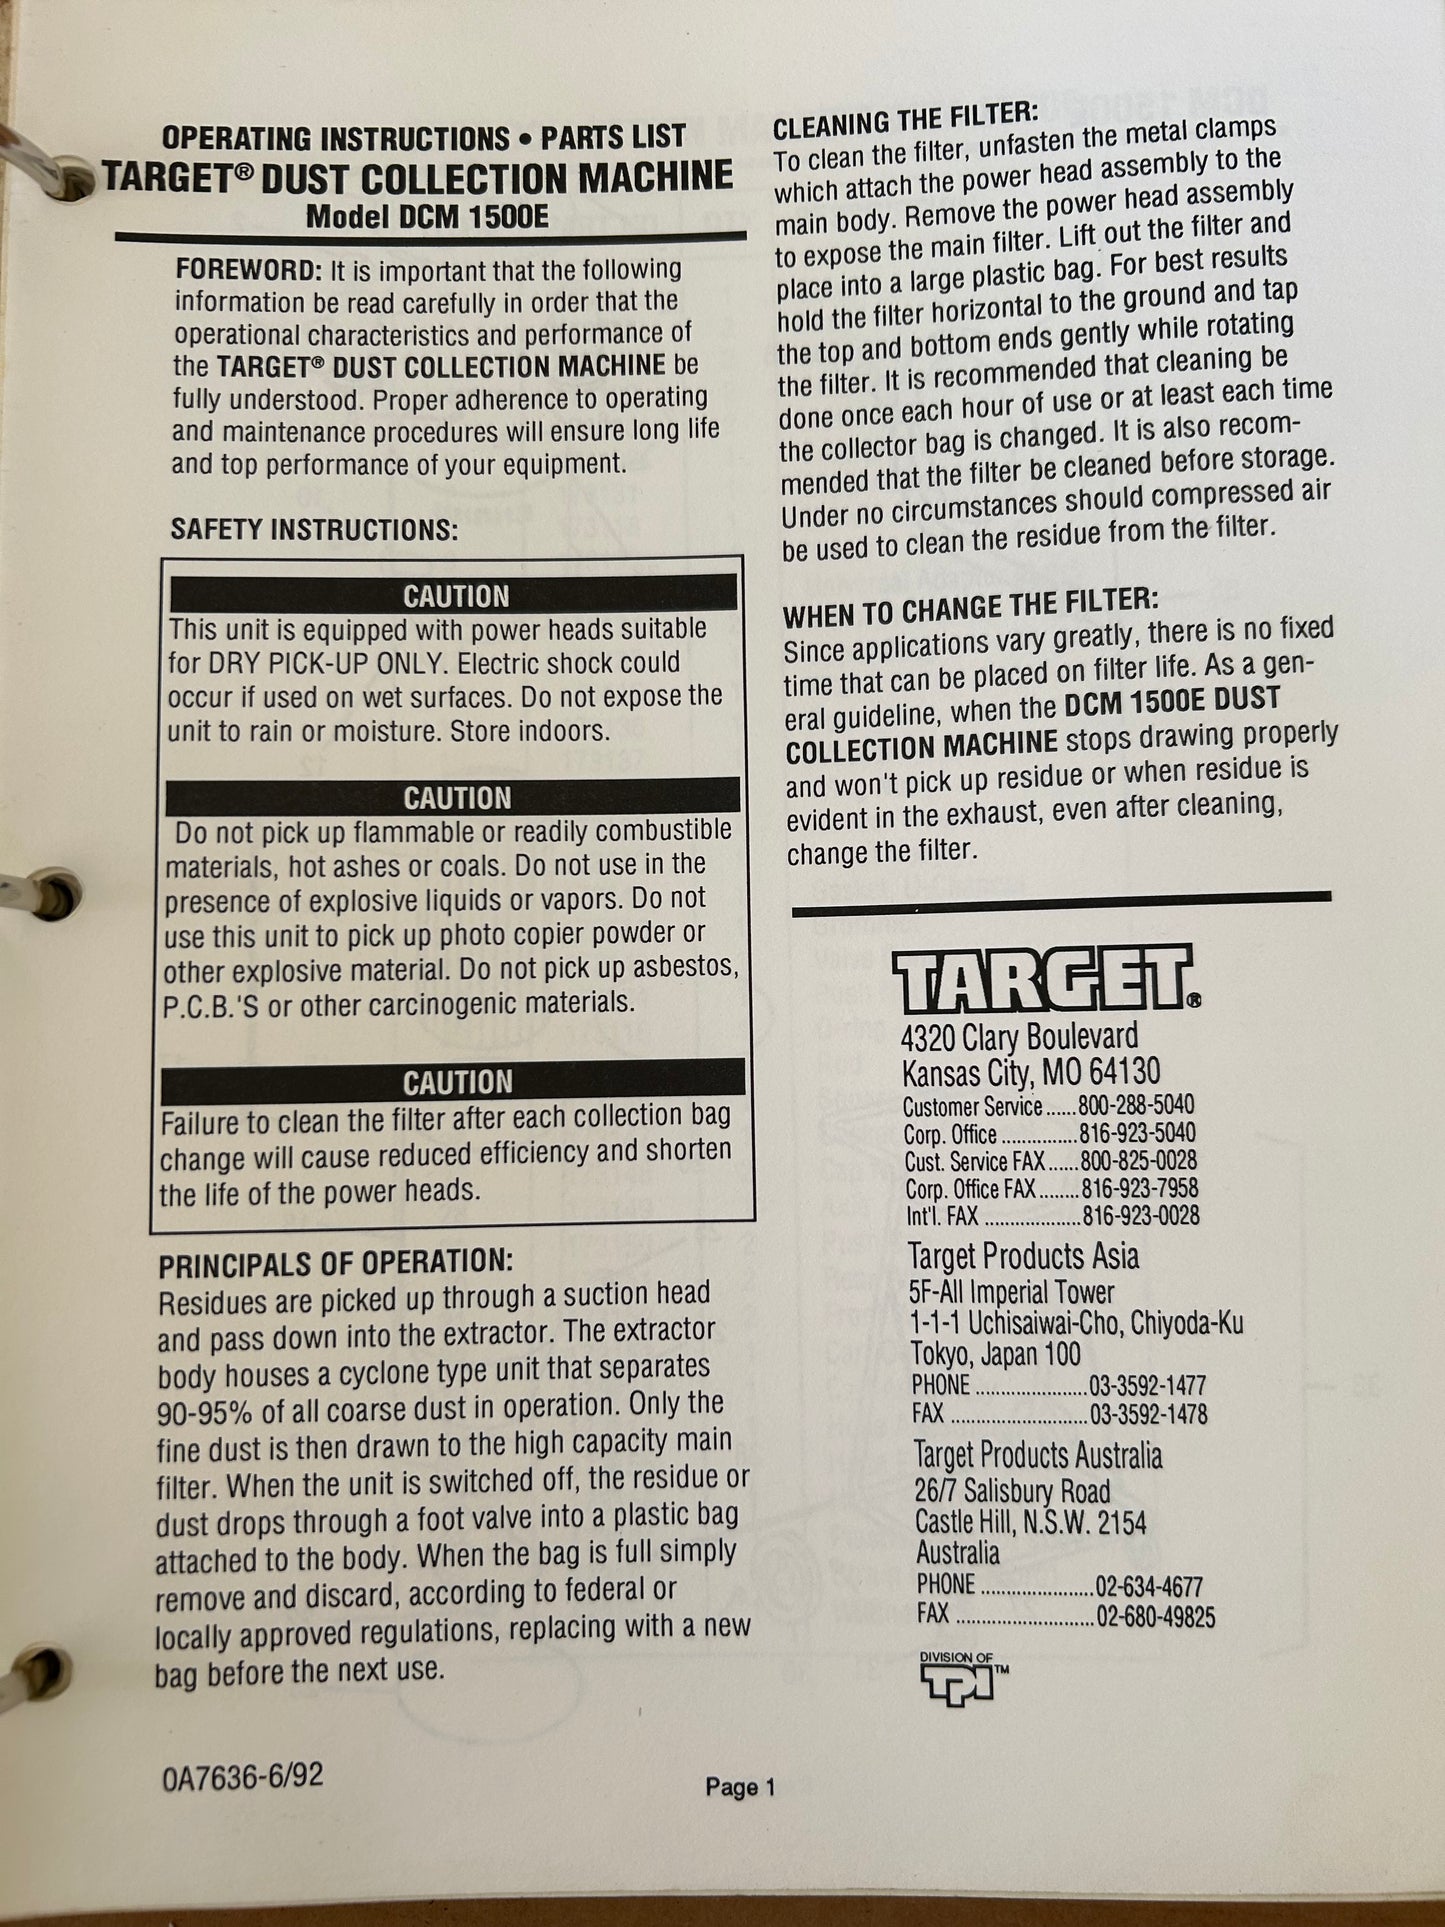 OPERATING INSTRUCTIONS • PARTS LIST
TARGET® DUST COLLECTION MACHINE
Model DCM 1500E
FOREWORD: It is important that the following
information be read carefully in order that the
operational characteristics and performance of
the TARGET® DUST COLLECTION MACHINE be
fully understood. Proper adherence to operating
and maintenance procedures will ensure long life
and top performance of your equipment.
SAFETY INSTRUCTIONS:
CAUTION
This unit is equipped with power heads suitable
for DRY PICK-UP ONLY. Electric shock could
occur if used on wet surfaces. Do not expose the
unit to rain or moisture. Store indoors.
CAUTION
Do not pick up flammable or readily combustible
materials, hot ashes or coals. Do not use in the
presence of explosive liquids or vapors. Do not
use this unit to pick up photo copier powder or
other explosive material. Do not pick up asbestos,
P.C.B.'S or other carcinogenic materials.
CAUTION
Failure to clean the filter after each collection bag
change will cause reduced efficiency and shorten
the life of the power heads.
PRINCIPALS OF OPERATION:
Residues are picked up through a suction head
and pass down into the extractor. The extractor
body houses a cyclone type unit that separates
90-95% of all coarse dust in operation. Only the
fine dust is then drawn to the high capacity main
filter. When the unit is switched off, the residue or
dust drops through a foot valve into a plastic bag
attached to the body. When the bag is full simply
remove and discard, according to federal or
locally approved regulations, replacing with a new
bag before the next use.
CLEANING THE FILTER:
To clean the filter, unfasten the metal clamps
which attach the power head assembly to the
main body. Remove the power head assembly
to expose the main filter. Lift out the filter and
place into a large plastic bag. For best results
hold the filter horizontal to the ground and tap
the top and bottom ends gently while rotating
the filter. It is recommended that cleaning be
done once each hour of use or at least each time
the collector bag is changed. It is also recom-
mended that the filter be cleaned before storage.
Under no circumstances should compressed air
be used to clean the residue from the filter.
WHEN TO CHANGE THE FILTER:
Since applications vary greatly, there is no fixed
time that can be placed on filter life. As a gen-
eral guideline, when the DCM 1500E DUST
COLLECTION MACHINE stops drawing properly
and won't pick up residue or when residue is
evident in the exhaust, even after cleaning,
change the filter.
TARGET®
4320 Clary Boulevard
Kansas City, MO 64130
Customer Service......800-288-5040
Corp. Office...............816-923-5040
Cust. Service FAX......800-825-0028
Corp. Office FAX........816-923-7958
Int'l. FAX...................816-923-0028
Target Products Asia
5F-All Imperial Tower
1-1-1 Uchisaiwai-Cho, Chiyoda-Ku
Tokyo, Japan 100
PHONE......................03-3592-1477
FAX...........................03-3592-1478
Target Products Australia
26/7 Salisbury Road
Castle Hill, N.S.W. 2154
Australia
PHONE......................02-634-4677
FAX...........................02-680-49825
DIVISION OF
TPI™
0A7636-6/92
Page 1